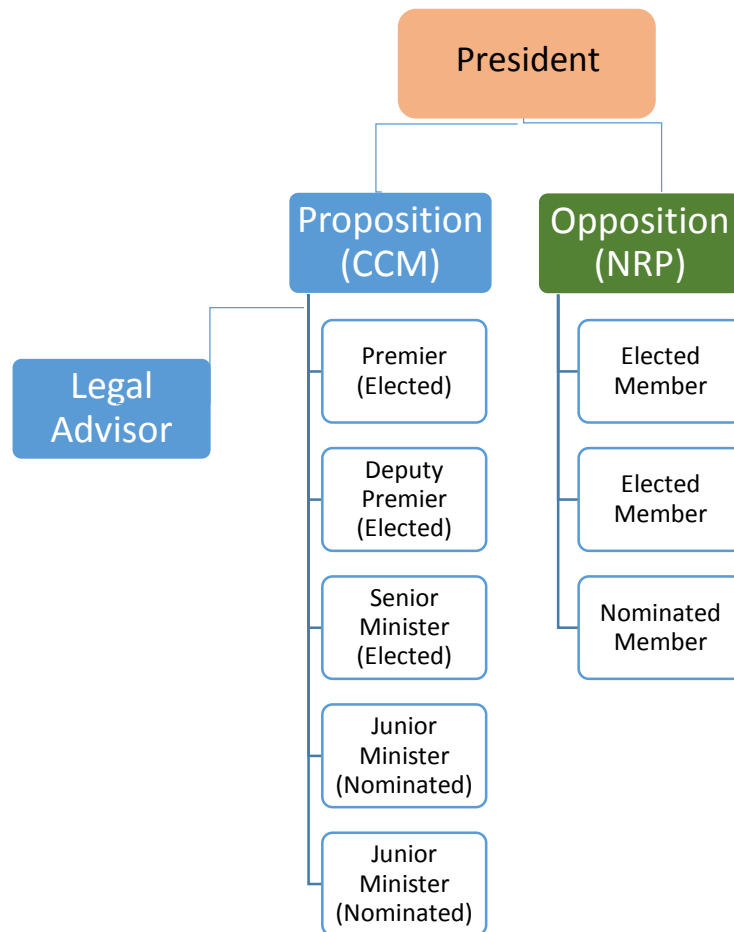 President
Proposition
(CCM)
Opposition
(NRP)
Legal
Advisor
Premier
(Elected)
Deputy
Premier
(Elected)
Senior
Minister
(Elected)
Junior
Minister
(Nominated)
Junior
Minister
(Nominated)
Elected
Member
Elected
Member
Nominated
Member